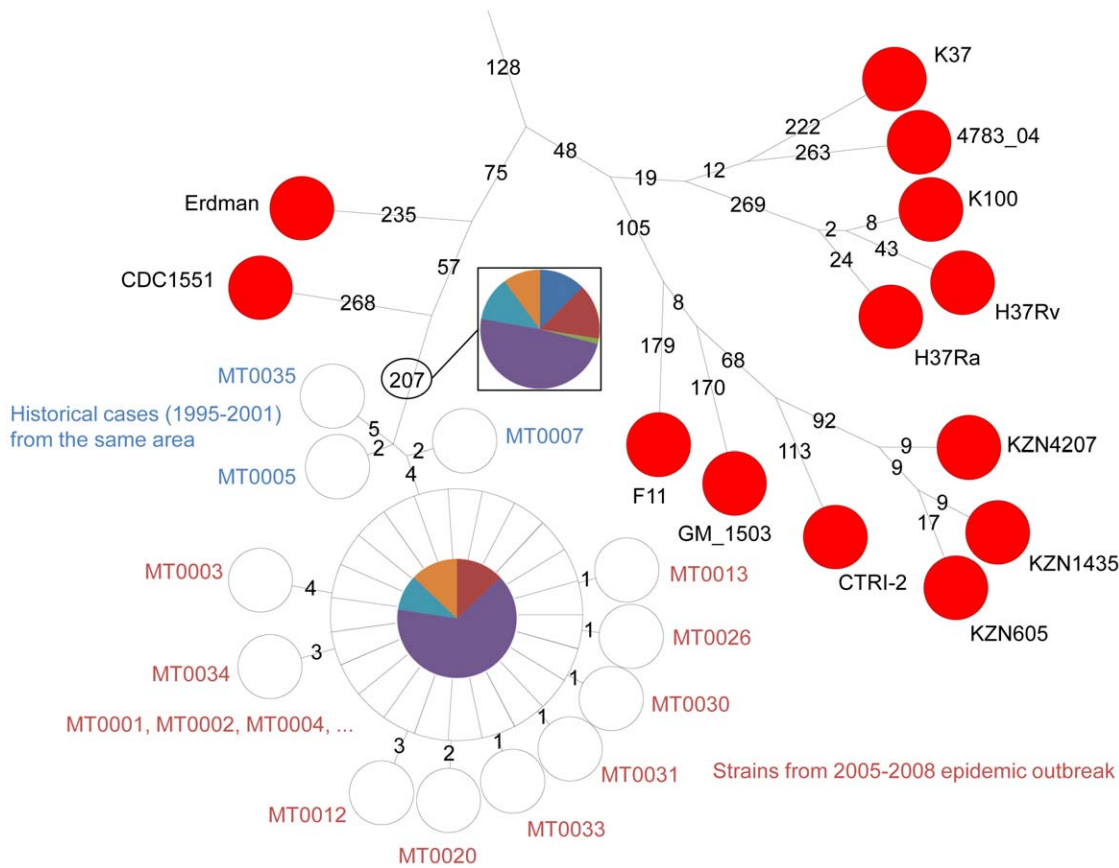 128
K37
222
4783_04
48
263
75
19
12
K100
Erdman
235
269
8
2
43
105
24
57
CDC1551
268
8
H37Rv
H37Ra
179
68
MT0035
207
170
Historical cases (1995-2001)
from the same area
5
2
2
MT0007
92
9
KZN4207
MT0005
4
113
9
F11
9
GM_1503
17
KZN1435
MT0003
4
1
MT0013
CTRI-2
KZN605
1
MT0026
MT0034
3
1
MT0030
MT0001, MT0002, MT0004, ...
1
3
2
1
MT0031
Strains from 2005-2008 epidemic outbreak
MT0012
MT0033
MT0020